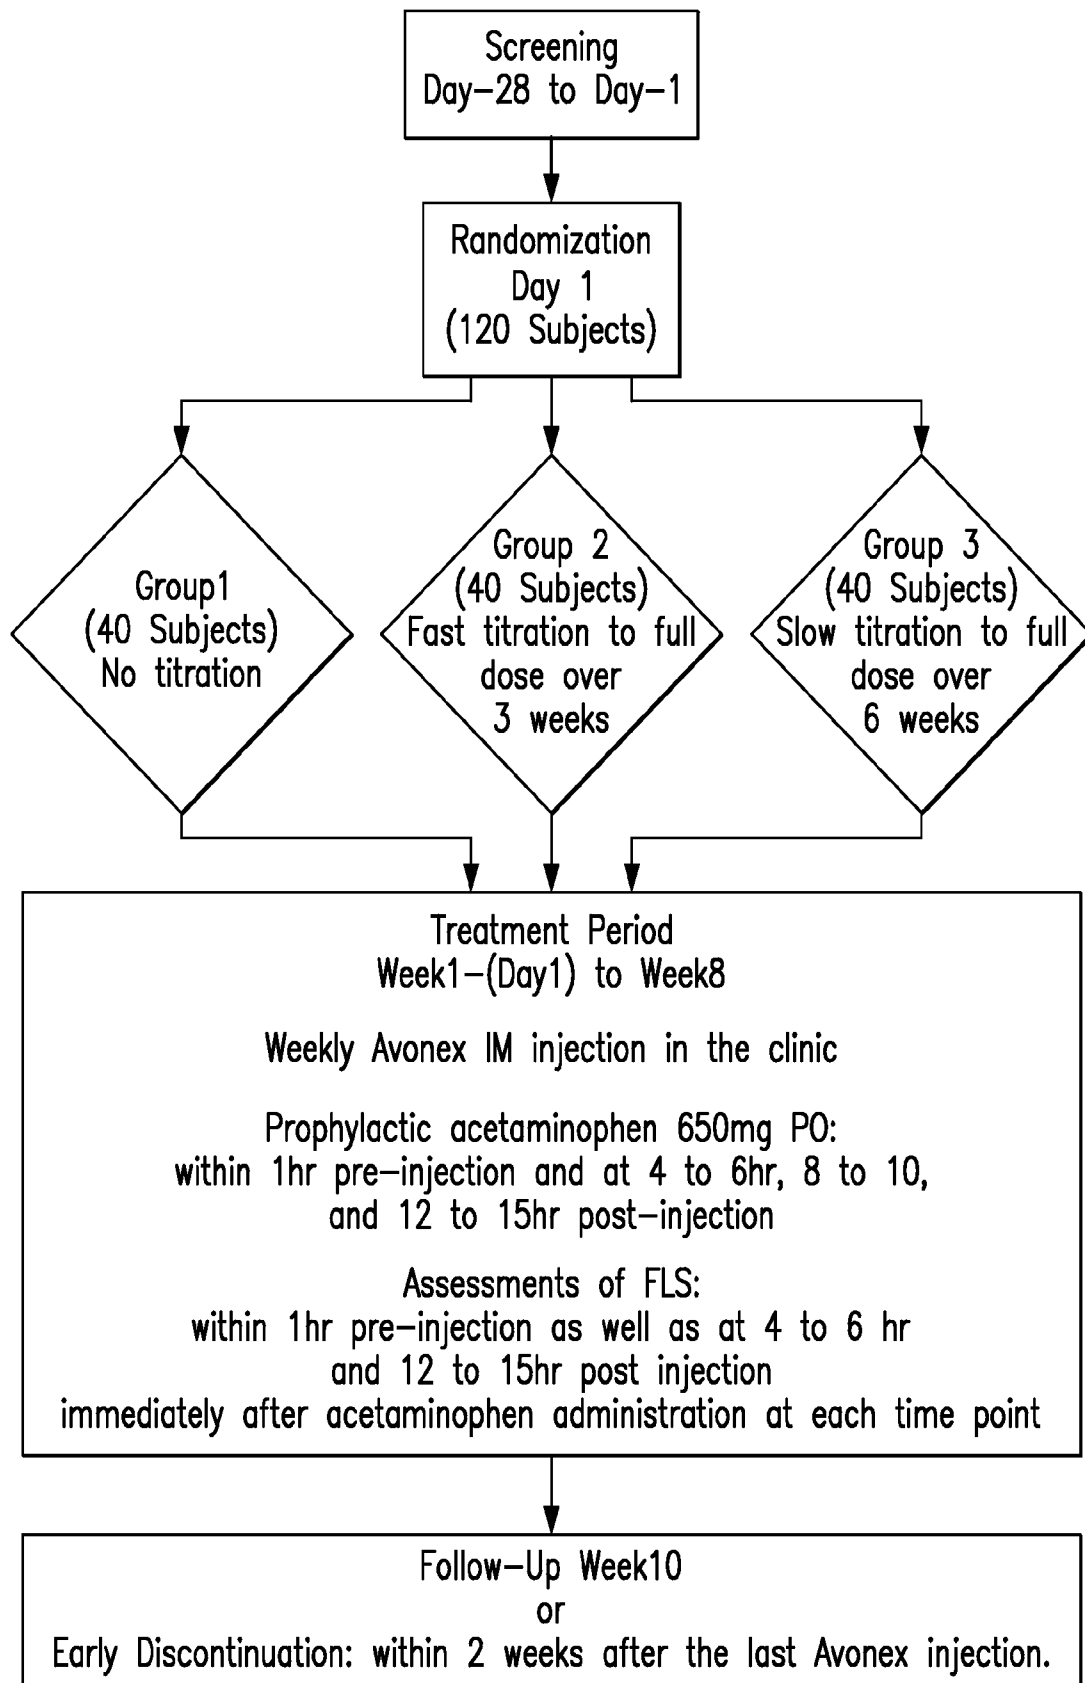 Screening
Day-28 to Day-1
Randomization
Day 1
(120 Subjects)
Group1
(40 Subjects)
No titration
Group 2
(40 Subjects)
Fast titration to full
dose over
3 weeks
Group 3
(40 Subjects)
Slow titration to full
dose over
6 weeks
Treatment Period
Week1-(Day1) to Week8
Weekly Avonex IM injection in the clinic
Prophylactic acetaminophen 650mg PO:
within 1hr pre-injection and at 4 to 6hr, 8 to 10,
and 12 to 15hr post-injection
Assessments of FLS:
within 1hr pre-injection as well as at 4 to 6 hr
and 12 to 15hr post injection
immediately after acetaminophen administration at each time point
Follow-Up Week10
or
Early Discontinuation: within 2 weeks after the last Avonex injection.